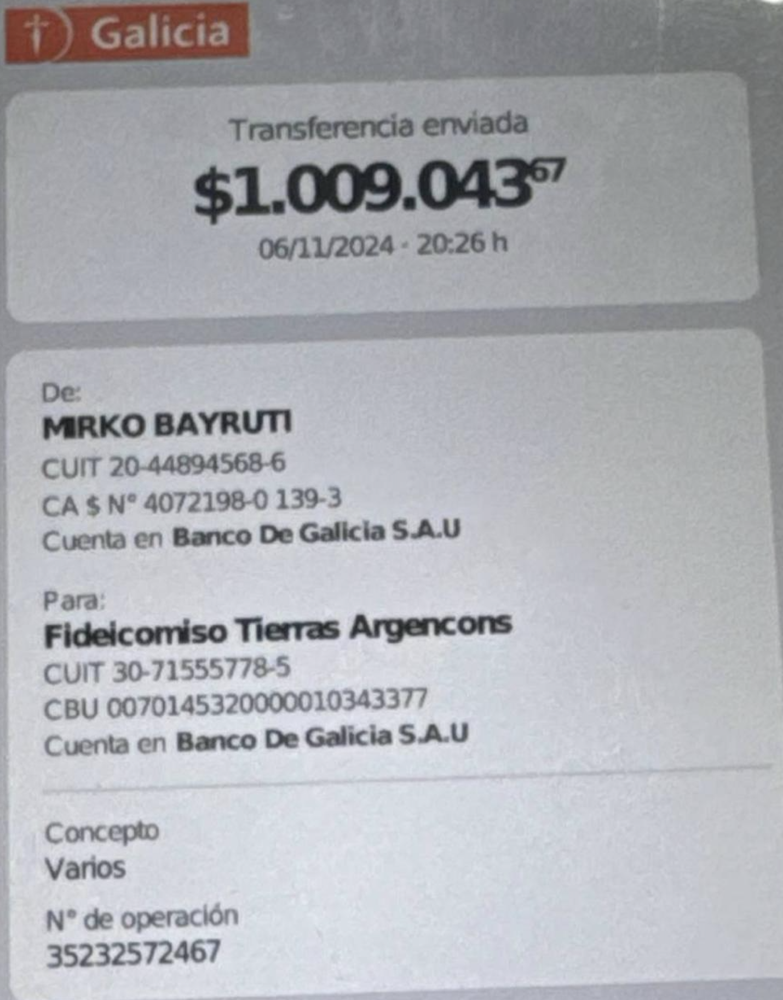 Galicia
Transferencia enviada
$1.009.043⁶⁷
06/11/2024 - 20:26 h
De:
MIRKO BAYRUTI
CUIT 20-44894568-6
CA $ N° 4072198-0 139-3
Cuenta en Banco De Galicia S.A.U
Para:
Fideicomiso Tierras Argencons
CUIT 30-71555778-5
CBU 0070145320000010343377
Cuenta en Banco De Galicia S.A.U
Concepto
Varios
N° de operación
35232572467